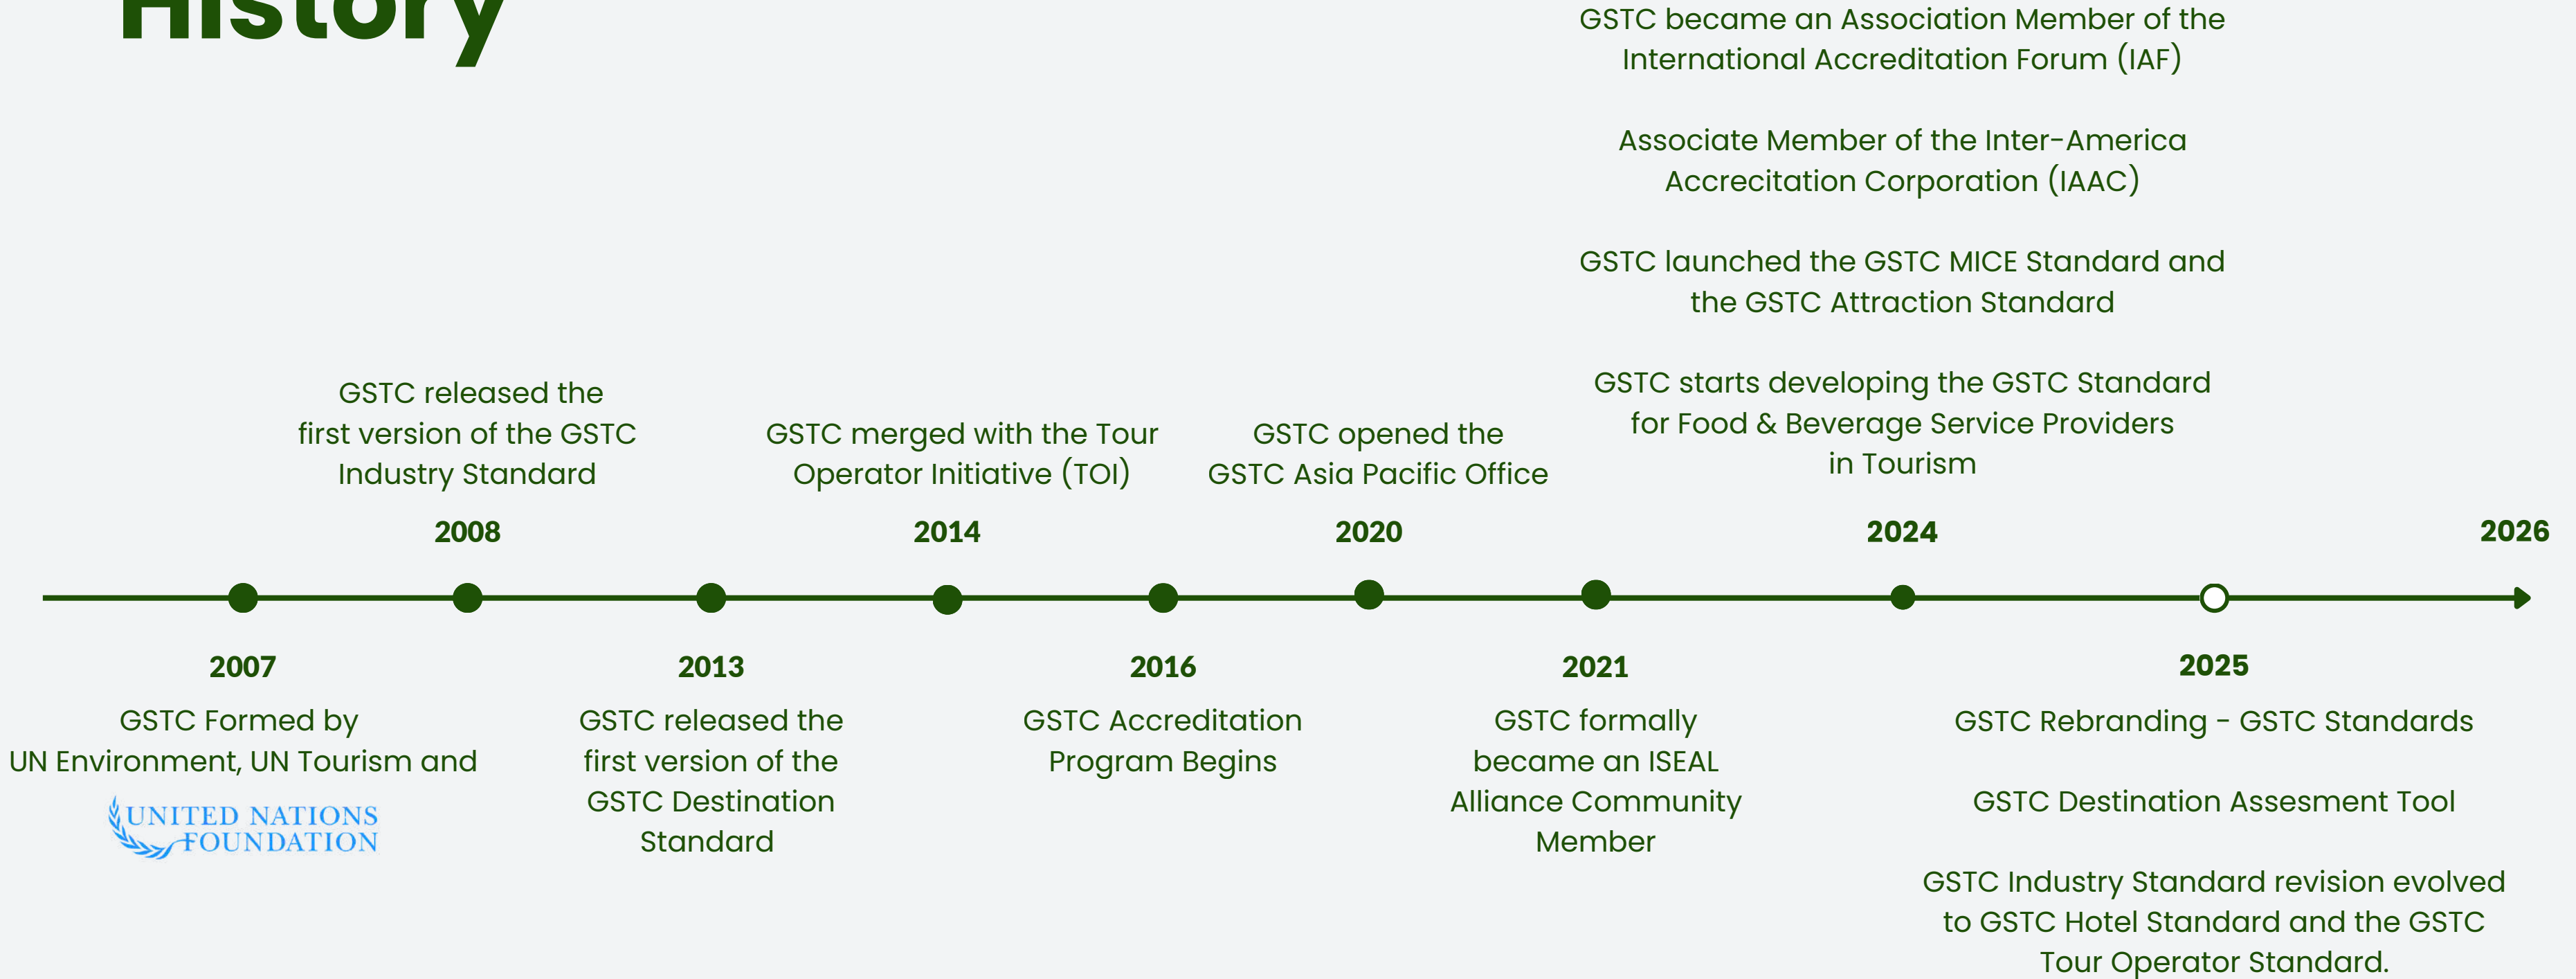 History
GSTC became an Association Member of the
International Accreditation Forum (IAF)
Associate Member of the Inter-America
Accrecitation Corporation (IAAC)
GSTC launched the GSTC MICE Standard and
the GSTC Attraction Standard
GSTC starts developing the GSTC Standard
for Food & Beverage Service Providers
in Tourism
GSTC released the
first version of the GSTC
Industry Standard
GSTC merged with the Tour
Operator Initiative (TOI)
GSTC opened the
GSTC Asia Pacific Office
2008
2014
2020
2024
2026
2007
GSTC Formed by
UN Environment, UN Tourism and
UNITED NATIONS
FOUNDATION
2013
GSTC released the
first version of the
GSTC Destination
Standard
2016
GSTC Accreditation
Program Begins
2021
GSTC formally
became an ISEAL
Alliance Community
Member
2025
GSTC Rebranding - GSTC Standards
GSTC Destination Assesment Tool
GSTC Industry Standard revision evolved
to GSTC Hotel Standard and the GSTC
Tour Operator Standard.